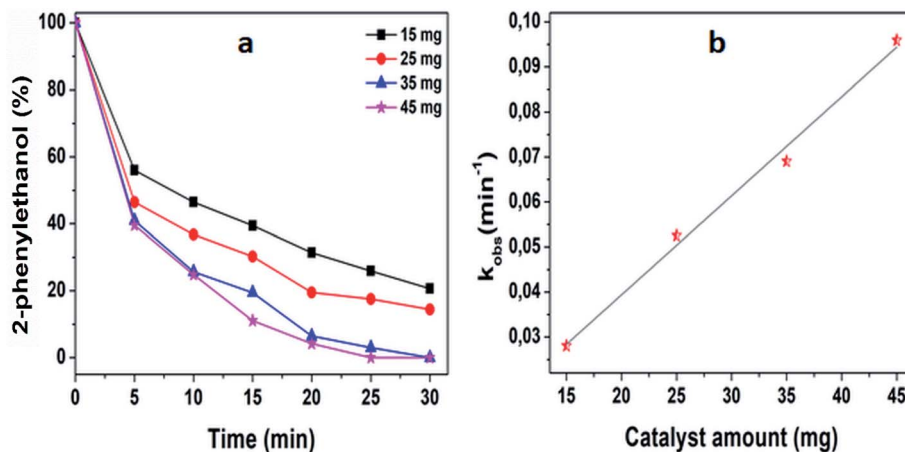 a
15 mg
25 mg
35 mg
45 mg
100
80
60
40
20
0
2-phenylethanol (%)
0 5 10 15 20 25 30
Time (min)
b
0,10
0,09
0,08
0,07
0,06
0,05
0,04
0,03
kobs(min-1)
15 20 25 30 35 40 45
Catalyst amount (mg)